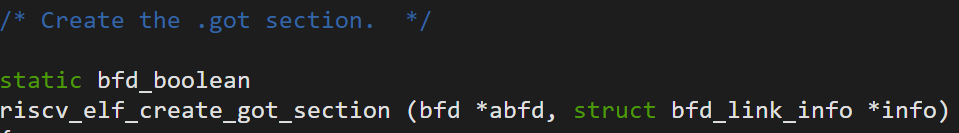 /* Create the .got section.  */
static bfd_boolean
riscv_elf_create_got_section (bfd *abfd, struct bfd_link_info *info)